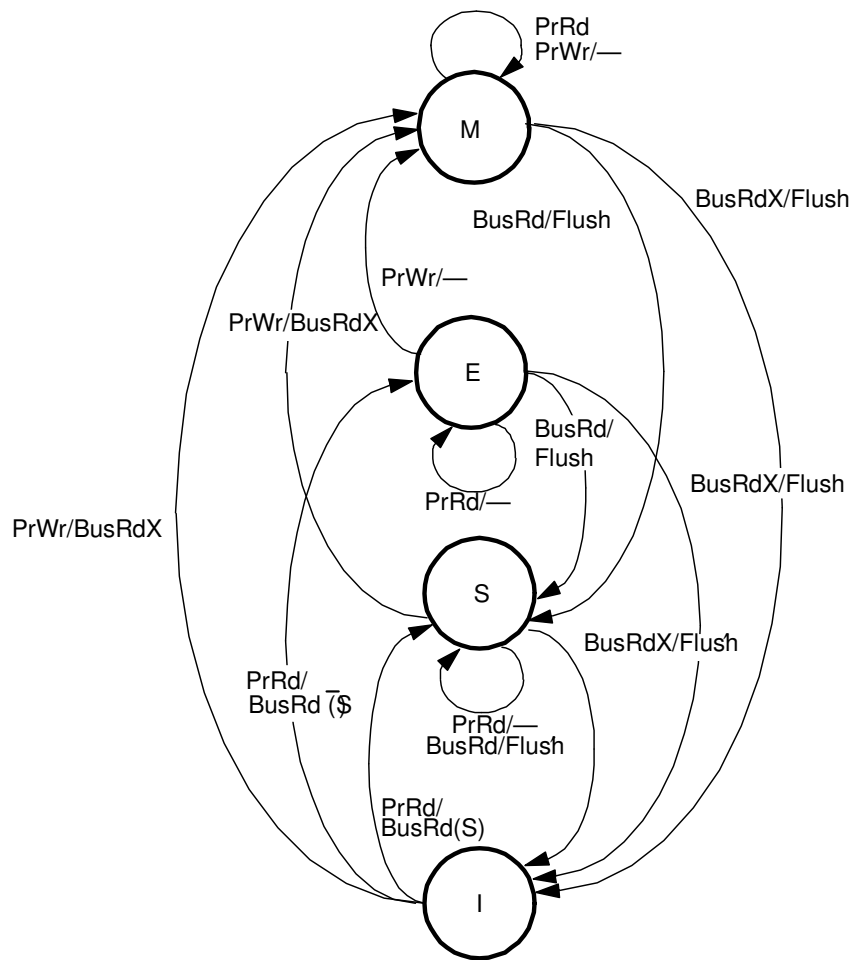 PrRd
PrWr/—
M
BusRdX/Flush
BusRd/Flush
PrWr/—
PrWr/BusRdX
E
BusRd/
Flush
BusRdX/Flush
PrRd/—
PrWr/BusRdX
S
BusRdX/Flush'
PrRd/
BusRd (S̅)
PrRd/—
BusRd/Flush'
PrRd/
BusRd(S)
I